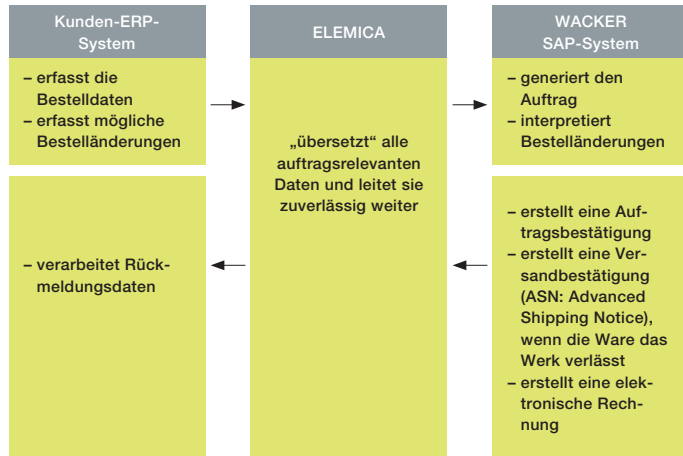 Kunden-ERP-
System
– erfasst die
Bestelldaten
– erfasst mögliche
Bestelländerungen
– verarbeitet Rück-
meldungsdaten
ELEMICA
„übersetzt“ alle
auftragsrelevanten
Daten und leitet sie
zuverlässig weiter
WACKER
SAP-System
– generiert den
Auftrag
– interpretiert
Bestelländerungen
– erstellt eine Auf-
tragsbestätigung
– erstellt eine Ver-
sandbestätigung
(ASN: Advanced
Shipping Notice),
wenn die Ware das
Werk verlässt
– erstellt eine elek-
tronische Rech-
nung